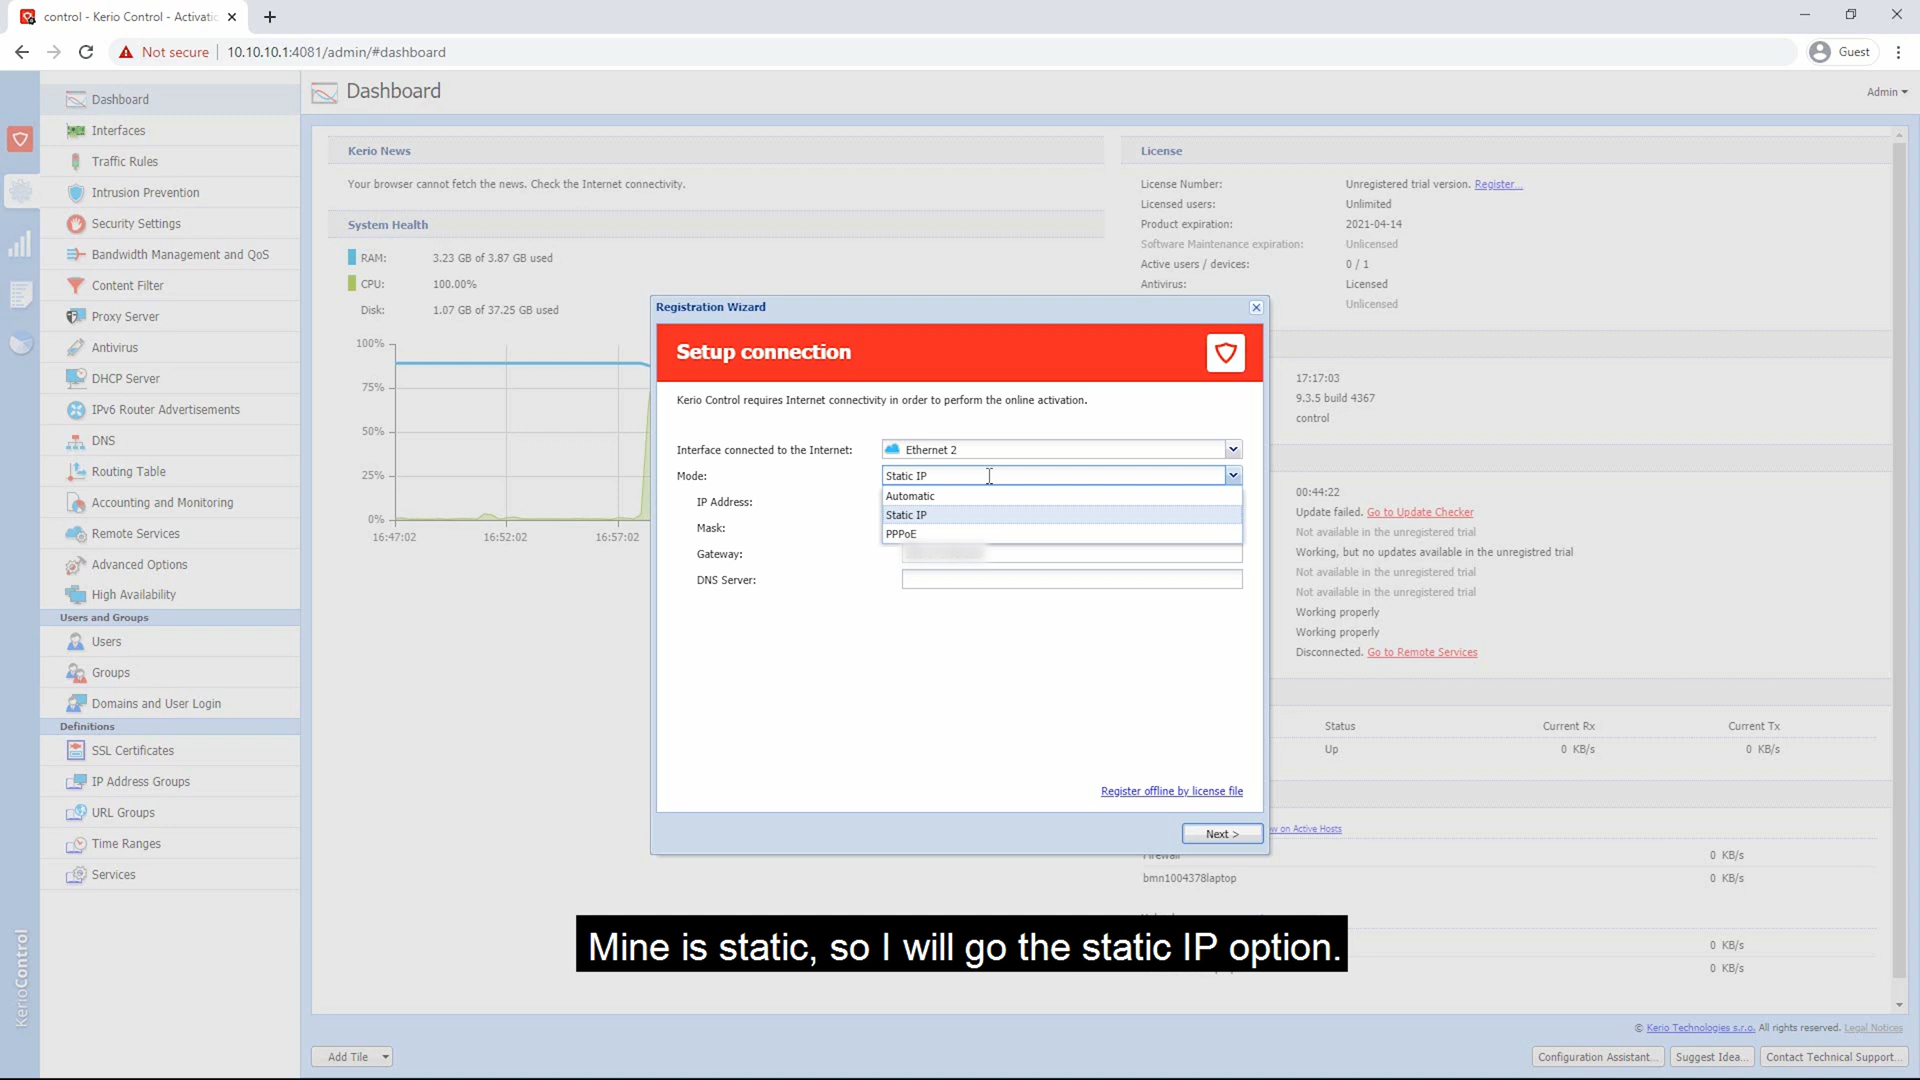 control - Kerio Control - Activatic
Not secure
10.10.10.1:4081/admin/#dashboard
Guest
Dashboard
Interfaces
Traffic Rules
Intrusion Prevention
Security Settings
Bandwidth Management and QoS
Content Filter
Proxy Server
Antivirus
DHCP Server
IPv6 Router Advertisements
DNS
Routing Table
Accounting and Monitoring
Remote Services
Advanced Options
High Availability
Users and Groups
Users
Groups
Domains and User Login
Definitions
SSL Certificates
IP Address Groups
URL Groups
Time Ranges
Services
KerioControl
Dashboard
Admin
Kerio News
Your browser cannot fetch the news. Check the Internet connectivity.
System Health
RAM: 3.23 GB of 3.87 GB used
CPU: 100.00%
Disk: 1.07 GB of 37.25 GB used
100%
75%
50%
25%
0%
16:47:02 16:52:02 16:57:02
License
License Number: Unregistered trial version. Register...
Licensed users: Unlimited
Product expiration: 2021-04-14
Software Maintenance expiration: Unlicensed
Active users / devices: 0 / 1
Antivirus: Licensed
Unlicensed
17:17:03
9.3.5 build 4367
control
00:44:22
Update failed. Go to Update Checker
Not available in the unregistered trial
Working, but no updates available in the unregistred trial
Not available in the unregistered trial
Not available in the unregistered trial
Working properly
Working properly
Disconnected. Go to Remote Services
Status Current Rx Current Tx
Up 0 KB/s 0 KB/s
w on Active Hosts
Firewall 0 KB/s
bmn1004378laptop 0 KB/s
0 KB/s
0 KB/s
Registration Wizard
Setup connection
Kerio Control requires Internet connectivity in order to perform the online activation.
Interface connected to the Internet: Ethernet 2
Mode: Static IP
Automatic
Static IP
PPPoE
IP Address:
Mask:
Gateway:
DNS Server:
Register offline by license file
Next >
Mine is static, so I will go the static IP option.
© Kerio Technologies s.r.o. All rights reserved. Legal Notices
Add Tile
Configuration Assistant...
Suggest Idea...
Contact Technical Support...